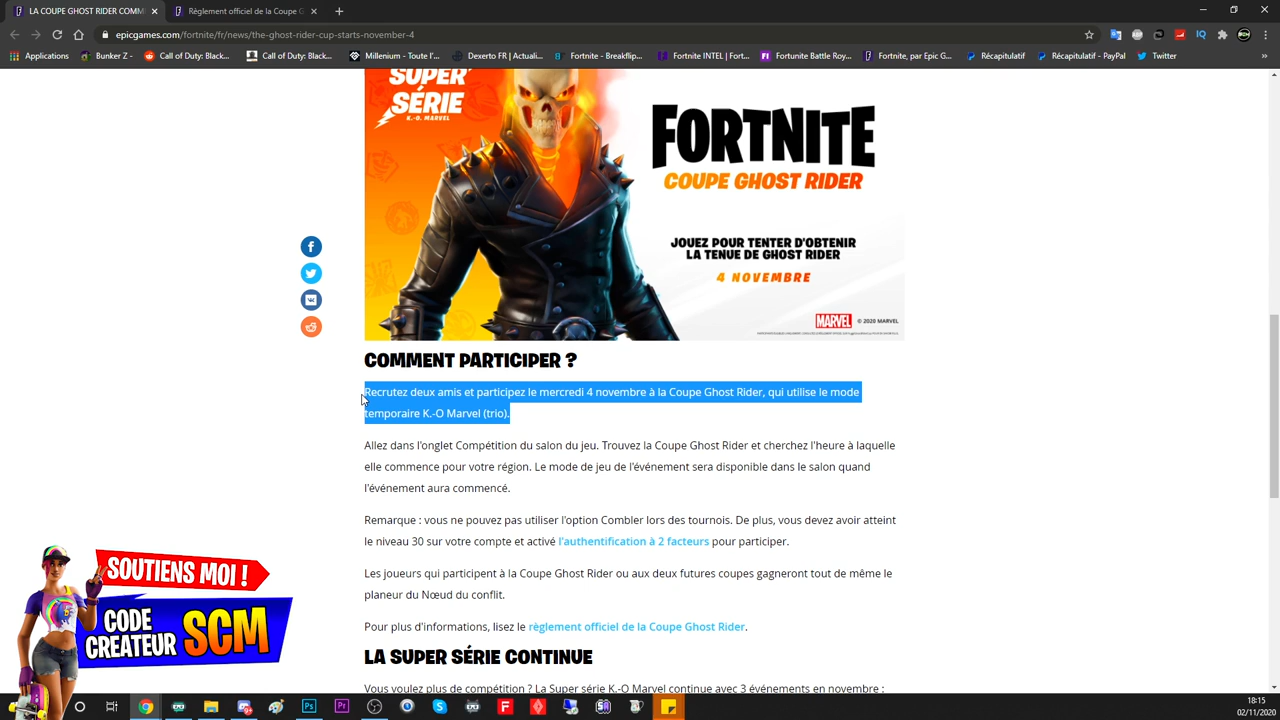 LA COUPE GHOST RIDER COMM
Règlement officiel de la Coupe G
epicgames.com/fortnite/fr/news/the-ghost-rider-cup-starts-november-4
Applications
Bunker Z -
Call of Duty: Black...
Call of Duty: Black...
Millenium - Toute l'...
Dexerto FR | Actuali...
Fortnite - Breakflip...
Fortnite INTEL | Fort...
Fortunite Battle Roy...
Fortnite, par Epic G...
Récapitulatif
Récapitulatif - PayPal
Twitter
SUPER
SÉRIE
K.-O. MARVEL
FORTNITE
COUPE GHOST RIDER
JOUEZ POUR TENTER D'OBTENIR
LA TENUE DE GHOST RIDER
4 NOVEMBRE
MARVEL © 2020 MARVEL
COMMENT PARTICIPER ?
Recrutez deux amis et participez le mercredi 4 novembre à la Coupe Ghost Rider, qui utilise le mode
temporaire K.-O Marvel (trio).
Allez dans l'onglet Compétition du salon du jeu. Trouvez la Coupe Ghost Rider et cherchez l'heure à laquelle
elle commence pour votre région. Le mode de jeu de l'événement sera disponible dans le salon quand
l'événement aura commencé.
Remarque : vous ne pouvez pas utiliser l'option Combler lors des tournois. De plus, vous devez avoir atteint
le niveau 30 sur votre compte et activé l'authentification à 2 facteurs pour participer.
Les joueurs qui participent à la Coupe Ghost Rider ou aux deux futures coupes gagneront tout de même le
planeur du Nœud du conflit.
Pour plus d'informations, lisez le règlement officiel de la Coupe Ghost Rider.
LA SUPER SÉRIE CONTINUE
Vous voulez plus de compétition ? La Super série K.-O Marvel continue avec 3 événements en novembre :
SOUTIENS MOI !
CODE
CREATEUR SCM
18:15
02/11/2020